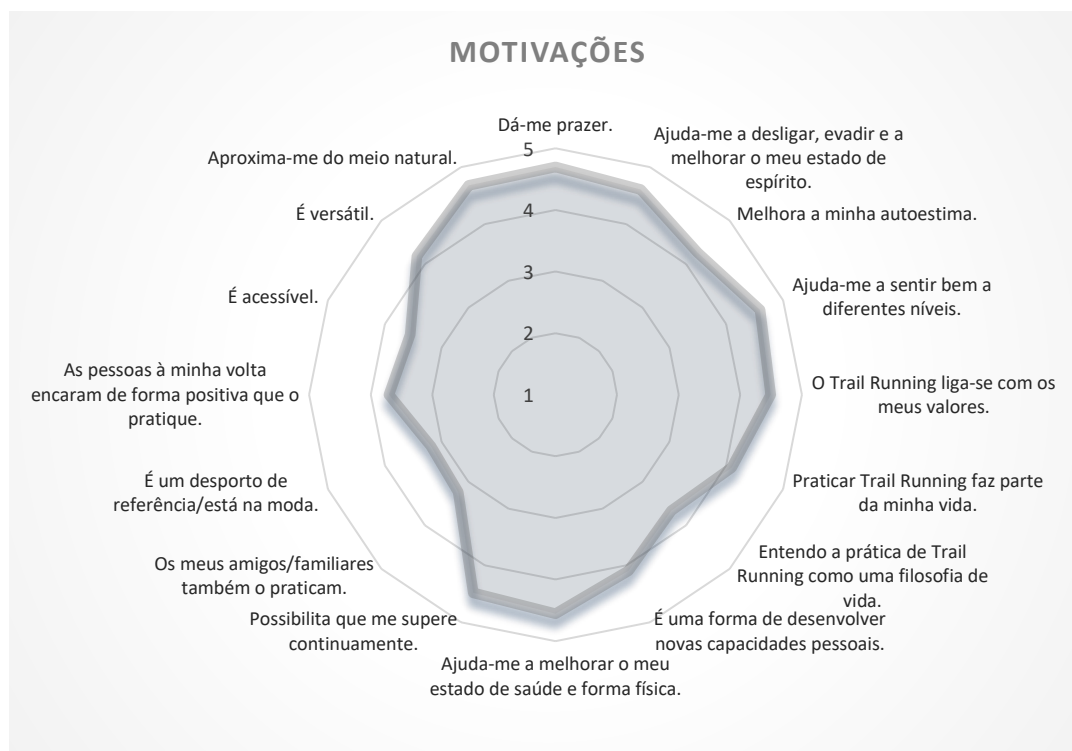 MOTIVAÇÕES
Dá-me prazer.
Ajuda-me a desligar, evadir e a
melhorar o meu estado de
espírito.
Melhora a minha autoestima.
Ajuda-me a sentir bem a
diferentes níveis.
O Trail Running liga-se com os
meus valores.
Praticar Trail Running faz parte
da minha vida.
Entendo a prática de Trail
Running como uma filosofia de
vida.
É uma forma de desenvolver
novas capacidades pessoais.
Ajuda-me a melhorar o meu
estado de saúde e forma física.
Possibilita que me supere
continuamente.
Os meus amigos/familiares
também o praticam.
É um desporto de
referência/está na moda.
As pessoas à minha volta
encaram de forma positiva que o
pratique.
É acessível.
É versátil.
Aproxima-me do meio natural.
5
4
3
2
1